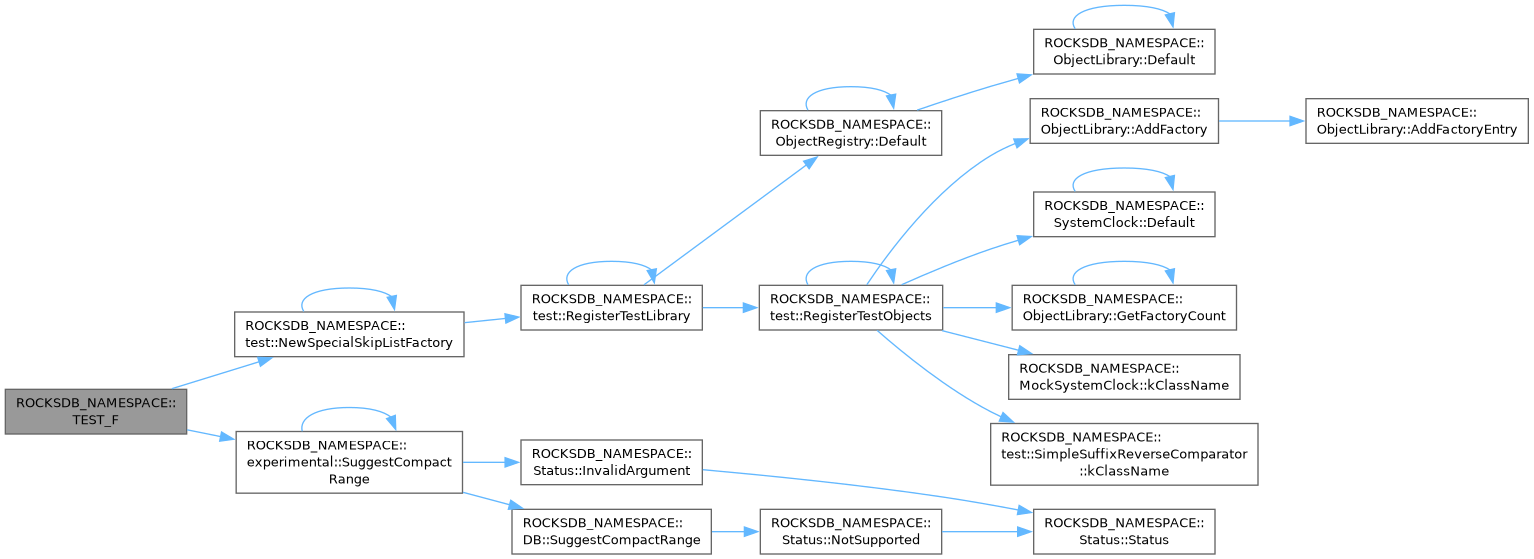 ROCKSDB_NAMESPACE::
TEST_F
ROCKSDB_NAMESPACE::
test::NewSpecialSkipListFactory
ROCKSDB_NAMESPACE::
test::RegisterTestLibrary
ROCKSDB_NAMESPACE::
ObjectRegistry::Default
ROCKSDB_NAMESPACE::
ObjectLibrary::Default
ROCKSDB_NAMESPACE::
test::RegisterTestObjects
ROCKSDB_NAMESPACE::
ObjectLibrary::AddFactory
ROCKSDB_NAMESPACE::
ObjectLibrary::AddFactoryEntry
ROCKSDB_NAMESPACE::
SystemClock::Default
ROCKSDB_NAMESPACE::
ObjectLibrary::GetFactoryCount
ROCKSDB_NAMESPACE::
MockSystemClock::kClassName
ROCKSDB_NAMESPACE::
test::SimpleSuffixReverseComparator
::kClassName
ROCKSDB_NAMESPACE::
experimental::SuggestCompact
Range
ROCKSDB_NAMESPACE::
Status::InvalidArgument
ROCKSDB_NAMESPACE::
DB::SuggestCompactRange
ROCKSDB_NAMESPACE::
Status::NotSupported
ROCKSDB_NAMESPACE::
Status::Status